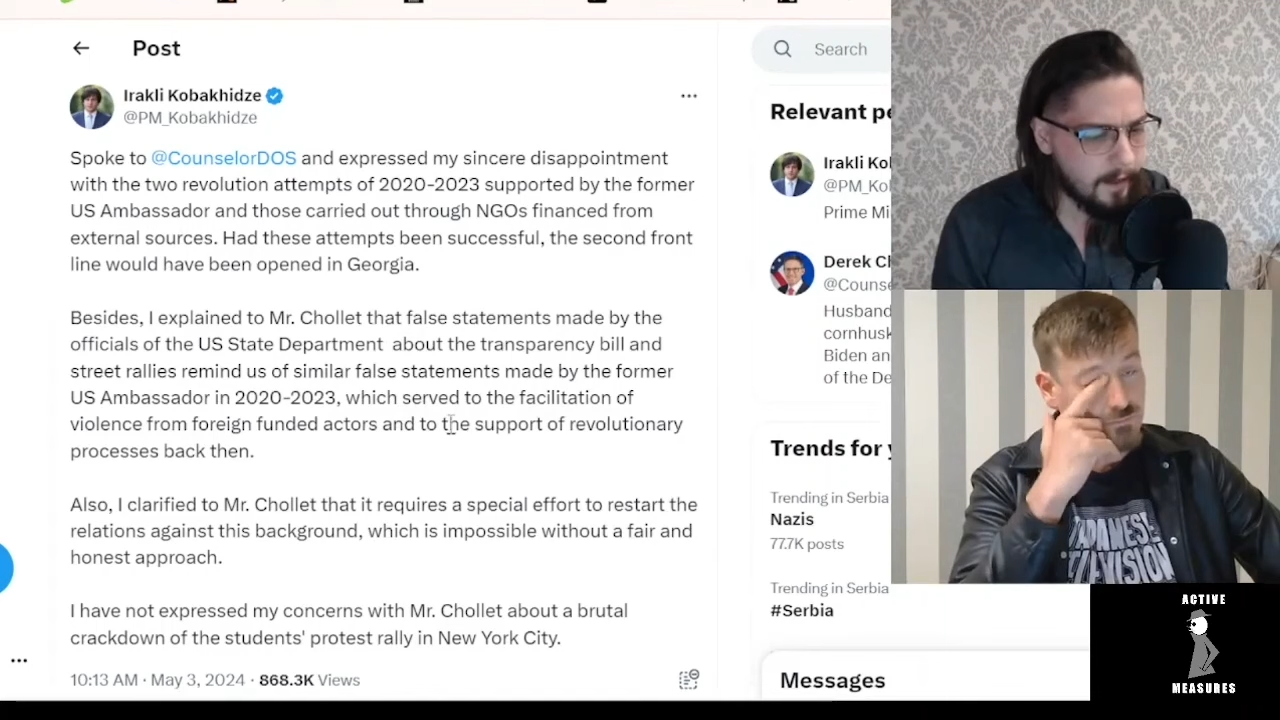 Post
Irakli Kobakhidze
@PM_Kobakhidze
Spoke to @CounselorDOS and expressed my sincere disappointment
with the two revolution attempts of 2020-2023 supported by the former
US Ambassador and those carried out through NGOs financed from
external sources. Had these attempts been successful, the second front
line would have been opened in Georgia.
Besides, I explained to Mr. Chollet that false statements made by the
officials of the US State Department about the transparency bill and
street rallies remind us of similar false statements made by the former
US Ambassador in 2020-2023, which served to the facilitation of
violence from foreign funded actors and to the support of revolutionary
processes back then.
Also, I clarified to Mr. Chollet that it requires a special effort to restart the
relations against this background, which is impossible without a fair and
honest approach.
I have not expressed my concerns with Mr. Chollet about a brutal
crackdown of the students' protest rally in New York City.
10:13 AM · May 3, 2024 · 868.3K Views
Search
Relevant pe
Irakli Kol
@PM_Ko
Prime Mi
Derek Ch
@Couns
Husband
cornhusk
Biden an
of the De
Trends for y
Trending in Serbia
Nazis
77.7K posts
Trending in Serbia
#Serbia
Messages
JAPANESE
TELEVISION
ACTIVE
MEASURES